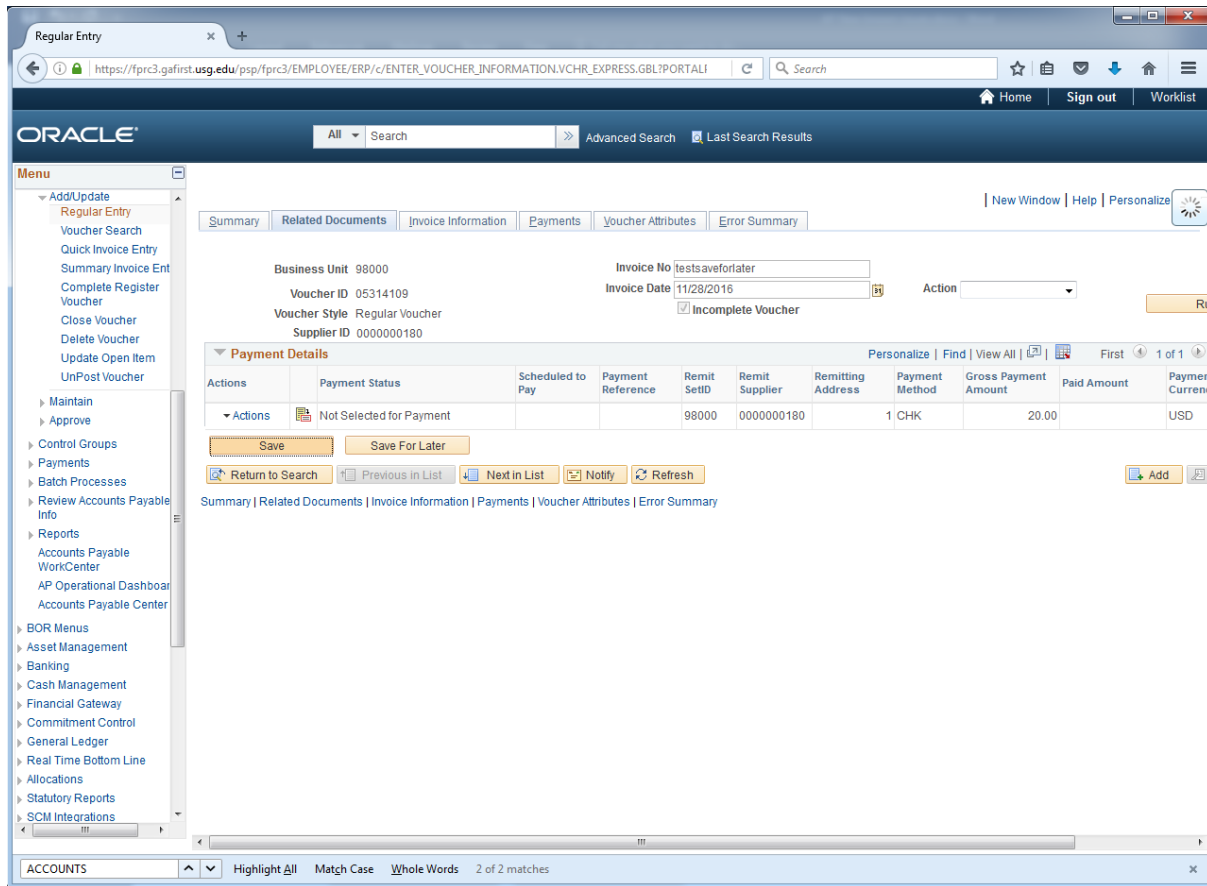 Regular Entry
https://fprc3.gafirst.usg.edu/psp/fprc3/EMPLOYEE/ERP/c/ENTER_VOUCHER_INFORMATION.VCHR_EXPRESS.GBL?PORTAL
Search
Home
Sign out
Worklist
ORACLE
All
Search
Advanced Search
Last Search Results
Menu
Add/Update
Regular Entry
Voucher Search
Quick Invoice Entry
Summary Invoice Ent
Complete Register
Voucher
Close Voucher
Delete Voucher
Update Open Item
UnPost Voucher
Maintain
Approve
Control Groups
Payments
Batch Processes
Review Accounts Payable
Info
Reports
Accounts Payable
WorkCenter
AP Operational Dashboar
Accounts Payable Center
BOR Menus
Asset Management
Banking
Cash Management
Financial Gateway
Commitment Control
General Ledger
Real Time Bottom Line
Allocations
Statutory Reports
SCM Integrations
New Window | Help | Personalize
Summary
Related Documents
Invoice Information
Payments
Voucher Attributes
Error Summary
Business Unit 98000
Voucher ID 05314109
Voucher Style Regular Voucher
Supplier ID 0000000180
Invoice No testsaveforlater
Invoice Date 11/28/2016
31
Incomplete Voucher
Action
Ru
Payment Details
Personalize | Find | View All |
First 1 of 1
Actions
Payment Status
Scheduled to Pay
Payment Reference
Remit SetID
Remit Supplier
Remitting Address
Payment Method
Gross Payment Amount
Paid Amount
Paymen
Currenc
Actions Not Selected for Payment 98000 0000000180 1 CHK 20.00 USD
Save
Save For Later
Return to Search
Previous in List
Next in List
Notify
Refresh
Add
Summary | Related Documents | Invoice Information | Payments | Voucher Attributes | Error Summary
ACCOUNTS
Highlight All
Match Case
Whole Words
2 of 2 matches